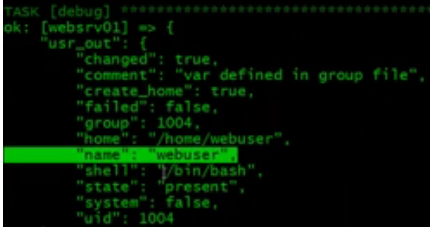 TASK [debug] *************************************
ok: [websrv01] => {
"usr_out": {
"changed": true,
"comment": "var defined in group file",
"create_home": true,
"failed": false,
"group": 1004,
"home": "/home/webuser",
"name": "webuser",
"shell": "/bin/bash",
"state": "present",
"system": false,
"uid": 1004